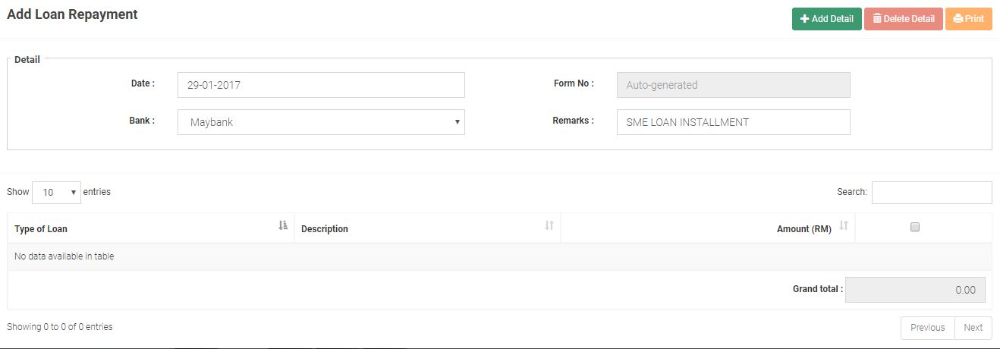 Add Loan Repayment
Add Detail Delete Detail Print
Detail
Date : 29-01-2017 Form No : Auto-generated
Bank : Maybank Remarks : SME LOAN INSTALLMENT
Show 10 entries Search:
Type of Loan Description Amount (RM)
No data available in table
Grand total : 0.00
Showing 0 to 0 of 0 entries Previous Next